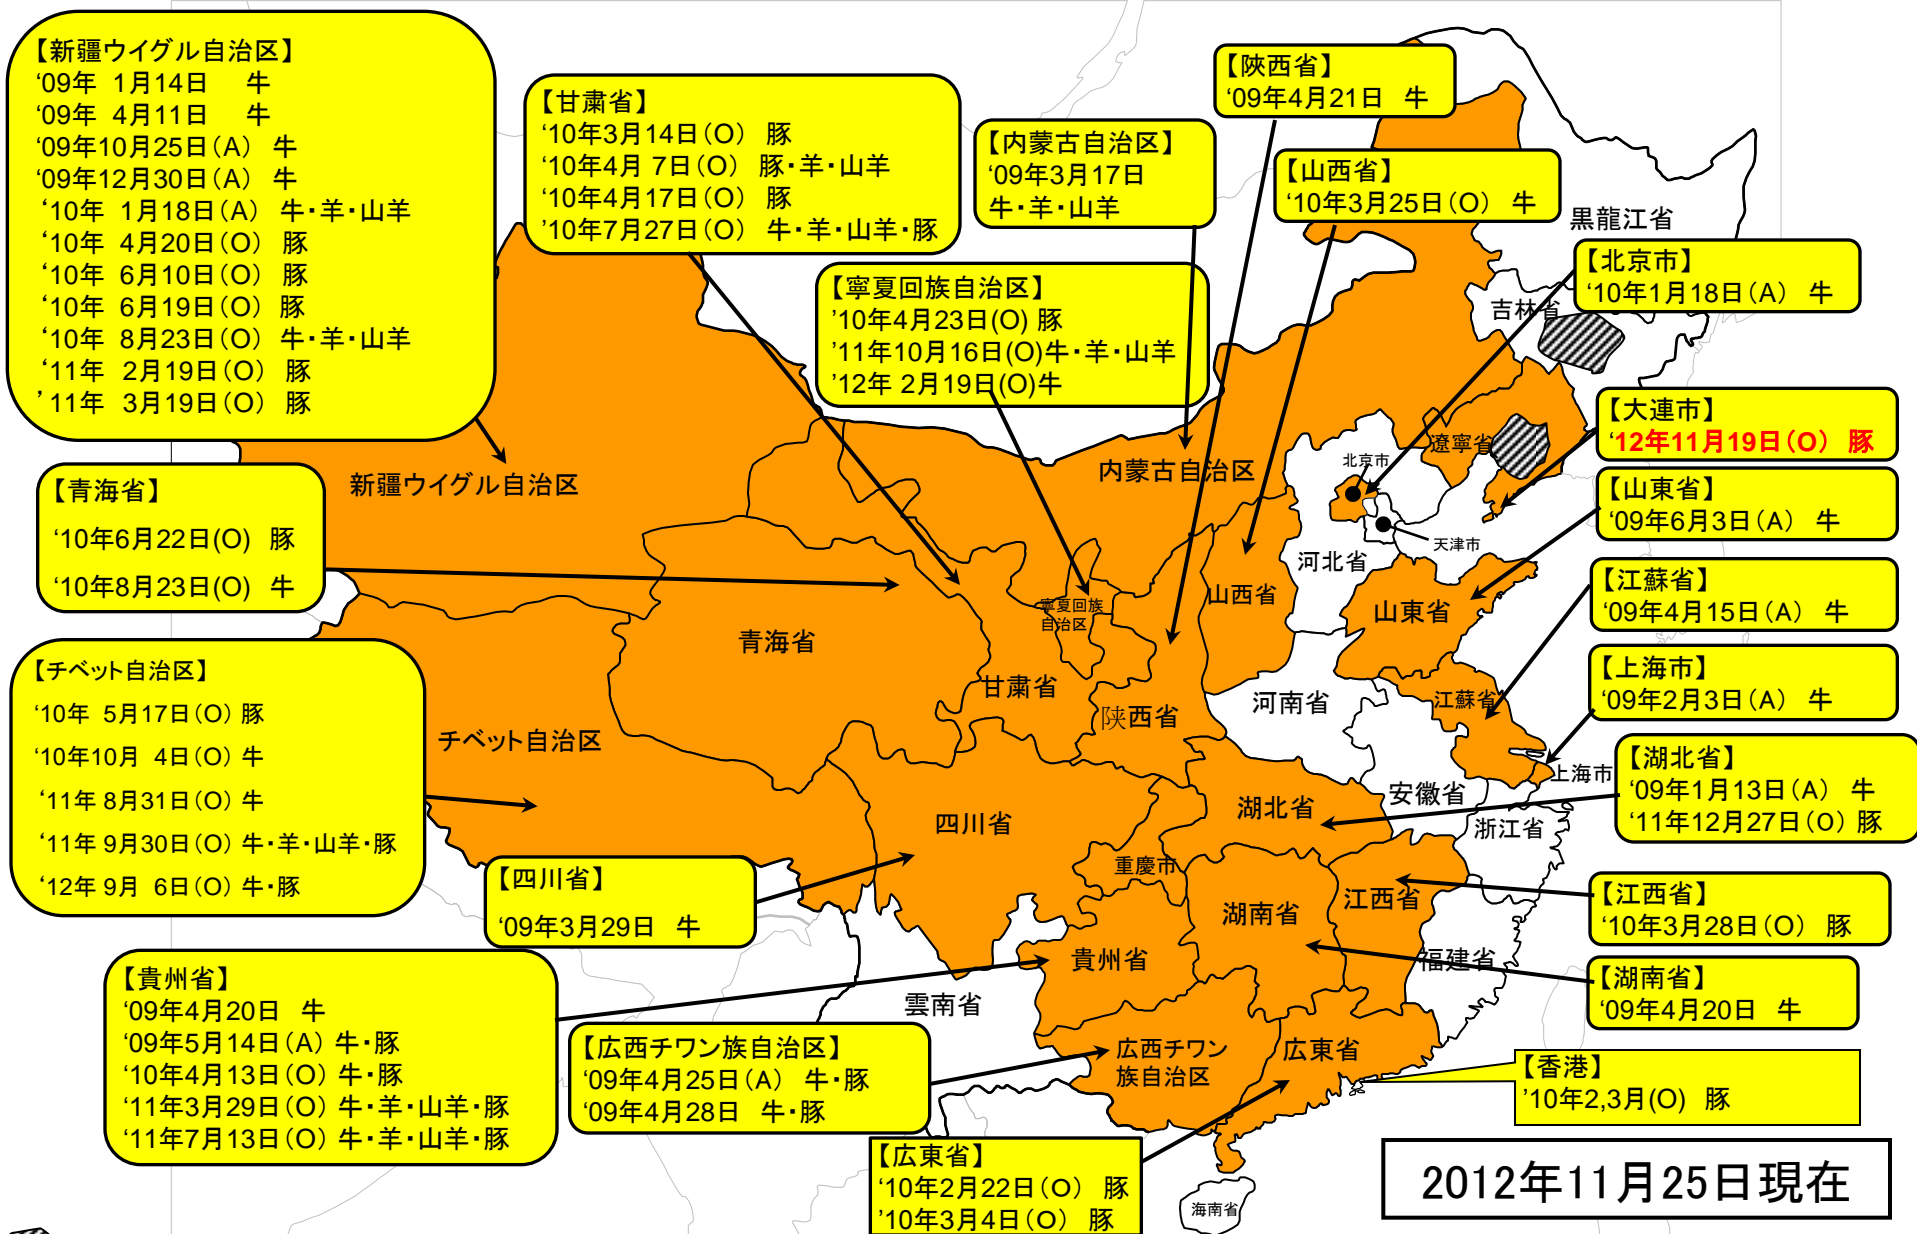 【新疆ウイグル自治区】
‘09年 1月14日 牛
‘09年 4月11日 牛
‘09年10月25日(A) 牛
‘09年12月30日(A) 牛
‘10年 1月18日(A) 牛・羊・山羊
‘10年 4月20日(O) 豚
‘10年 6月10日(O) 豚
‘10年 6月19日(O) 豚
‘10年 8月23日(O) 牛・羊・山羊
‘11年 2月19日(O) 豚
’11年 3月19日(O) 豚
【甘粛省】
‘10年3月14日(O) 豚
‘10年4月 7日(O) 豚・羊・山羊
‘10年4月17日(O) 豚
’10年7月27日(O) 牛・羊・山羊・豚
【内蒙古自治区】
‘09年3月17日
牛・羊・山羊
【陝西省】
‘09年4月21日 牛
【山西省】
‘10年3月25日(O) 牛
【寧夏回族自治区】
’10年4月23日(O) 豚
’11年10月16日(O)牛・羊・山羊
’12年 2月19日(O)牛
【北京市】
‘10年1月18日(A) 牛
【大連市】
‘12年11月19日(O) 豚
【山東省】
‘09年6月3日(A) 牛
【江蘇省】
‘09年4月15日(A) 牛
【上海市】
‘09年2月3日(A) 牛
【湖北省】
‘09年1月13日(A) 牛
‘11年12月27日(O) 豚
【江西省】
‘10年3月28日(O) 豚
【湖南省】
‘09年4月20日 牛
【香港】
’10年2,3月(O) 豚
【青海省】
‘10年6月22日(O) 豚
‘10年8月23日(O) 牛
【チベット自治区】
‘10年 5月17日(O) 豚
‘10年10月 4日(O) 牛
‘11年 8月31日(O) 牛
‘11年 9月30日(O) 牛・羊・山羊・豚
‘12年 9月 6日(O) 牛・豚
【四川省】
‘09年3月29日 牛
【貴州省】
‘09年4月20日 牛
‘09年5月14日(A) 牛・豚
‘10年4月13日(O) 牛・豚
‘11年3月29日(O) 牛・羊・山羊・豚
‘11年7月13日(O) 牛・羊・山羊・豚
【広西チワン族自治区】
‘09年4月25日(A) 牛・豚
‘09年4月28日 牛・豚
【広東省】
‘10年2月22日(O) 豚
’10年3月4日(O) 豚
黒龍江省
吉林省
遼寧省
北京市
天津市
河北省
内蒙古自治区
新疆ウイグル自治区
山西省
山東省
寧夏回族
自治区
青海省
甘粛省
陕西省
河南省
江蘇省
上海市
安徽省
浙江省
チベット自治区
四川省
湖北省
重慶市
湖南省
江西省
福建省
貴州省
雲南省
広西チワン
族自治区
広東省
海南省
2012年11月25日現在